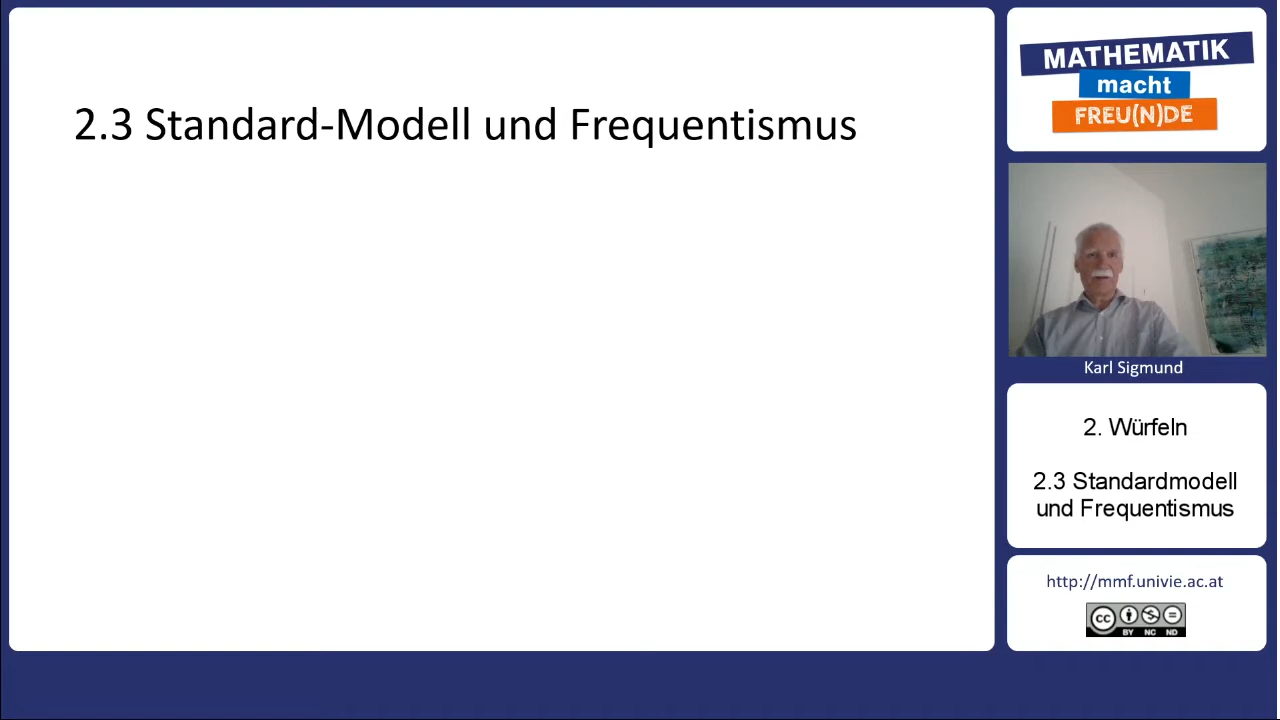 2.3 Standard-Modell und Frequentismus
MATHEMATIK
macht
FREU(N)DE
Karl Sigmund
2. Würfeln
2.3 Standardmodell
und Frequentismus
http://mmf.univie.ac.at
cc
BY NC ND